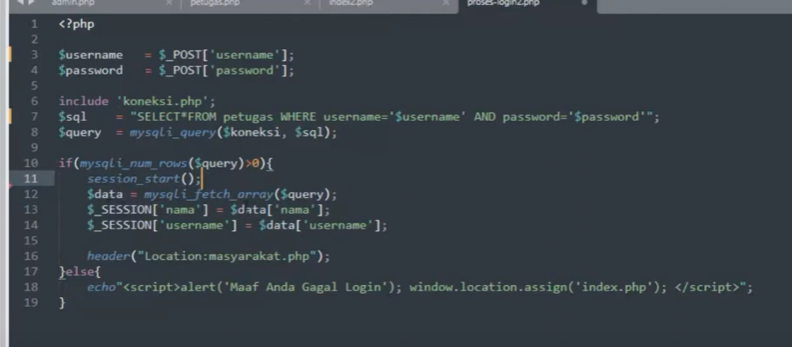 admin.php petugas.php index2.php proses-login2.php
1 <?php
2
3 $username = $_POST['username'];
4 $password = $_POST['password'];
5
6 include 'koneksi.php';
7 $sql = "SELECT*FROM petugas WHERE username='$username' AND password='$password'";
8 $query = mysqli_query($koneksi, $sql);
9
10 if(mysqli_num_rows($query)>0){
11 session_start();
12 $data = mysqli_fetch_array($query);
13 $_SESSION['nama'] = $data['nama'];
14 $_SESSION['username'] = $data['username'];
15
16 header("Location:masyarakat.php");
17 }else{
18 echo"<script>alert('Maaf Anda Gagal Login'); window.location.assign('index.php'); </script>";
19 }